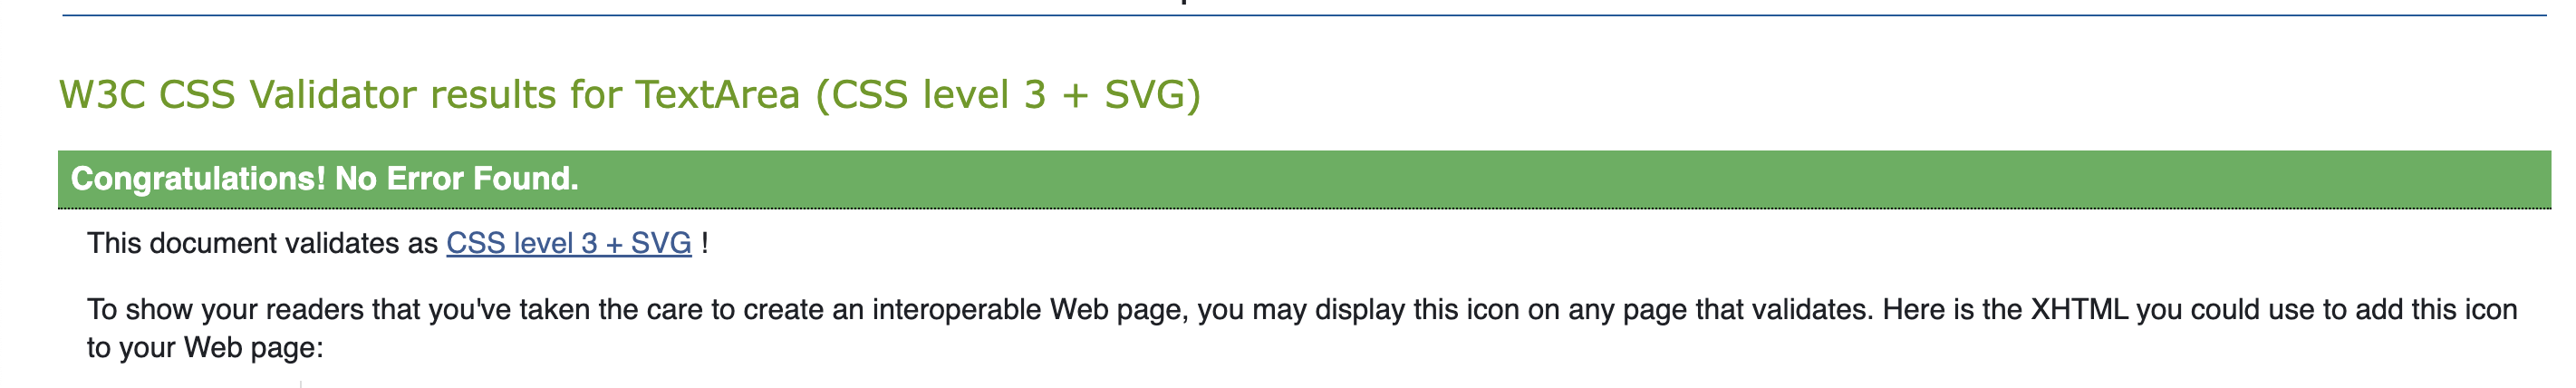 W3C CSS Validator results for TextArea (CSS level 3 + SVG)
Congratulations! No Error Found.
This document validates as CSS level 3 + SVG !
To show your readers that you've taken the care to create an interoperable Web page, you may display this icon on any page that validates. Here is the XHTML you could use to add this icon
to your Web page: